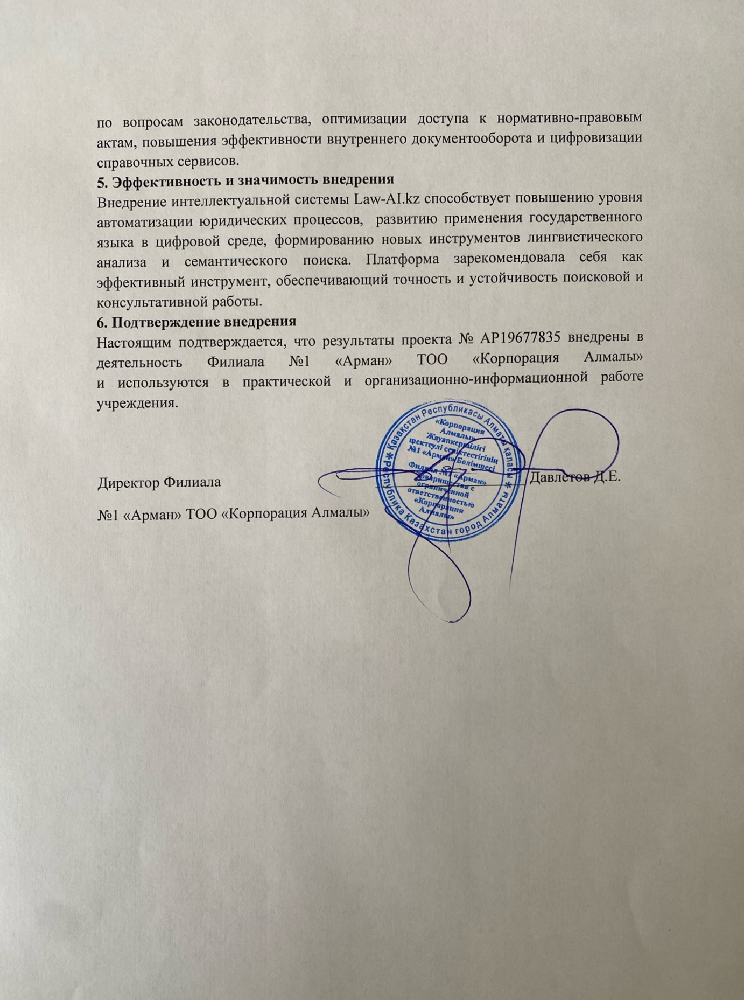 по вопросам законодательства, оптимизации доступа к нормативно-правовым
актам, повышения эффективности внутреннего документооборота и цифровизации
справочных сервисов.
5. Эффективность и значимость внедрения
Внедрение интеллектуальной системы Law-AI.kz способствует повышению уровня
автоматизации юридических процессов, развитию применения государственного
языка в цифровой среде, формированию новых инструментов лингвистического
анализа и семантического поиска. Платформа зарекомендовала себя как
эффективный инструмент, обеспечивающий точность и устойчивость поисковой и
консультативной работы.
6. Подтверждение внедрения
Настоящим подтверждается, что результаты проекта № АР19677835 внедрены в
деятельность Филиала №1 «Арман» ТОО «Корпорация Алмалы»
и используются в практической и организационно-информационной работе
учреждения.
Қазақстан Республикасы Алматы қаласы
«Корпорация
Алмалы»
Жауапкершілігі
шектеулі серіктестігінің
№1 «Арман» Бөлімшесі
Филиал №1 «Арман»
Товарищества с
ограниченной
ответственностью
«Корпорация
Алмалы»
Республика Казахстан город Алматы
Директор Филиала Давлетов Д.Е.
№1 «Арман» ТОО «Корпорация Алмалы»